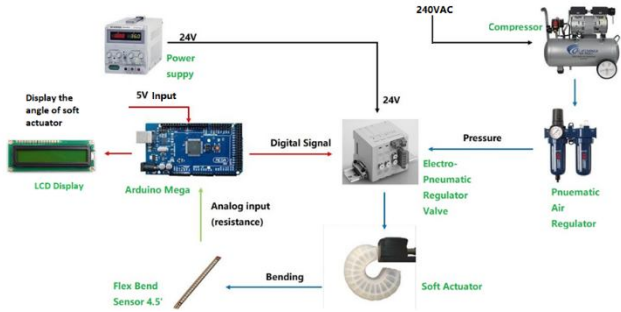 240VAC
Compressor
24V
Power
suppy
5V Input
Display the
angle of soft
actuator
24V
Digital Signal
Pressure
LCD Display
Arduino Mega
Electro-
Pneumatic
Regulator
Valve
Pnuematic
Air
Regulator
Analog input
(resistance)
Flex Bend
Sensor 4.5'
Bending
Soft Actuator